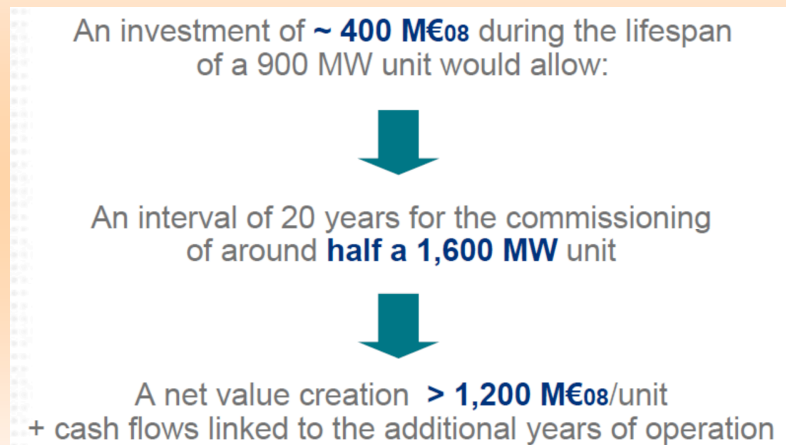 An investment of ~ 400 M€08 during the lifespan
of a 900 MW unit would allow:
An interval of 20 years for the commissioning
of around half a 1,600 MW unit
A net value creation > 1,200 M€08/unit
+ cash flows linked to the additional years of operation